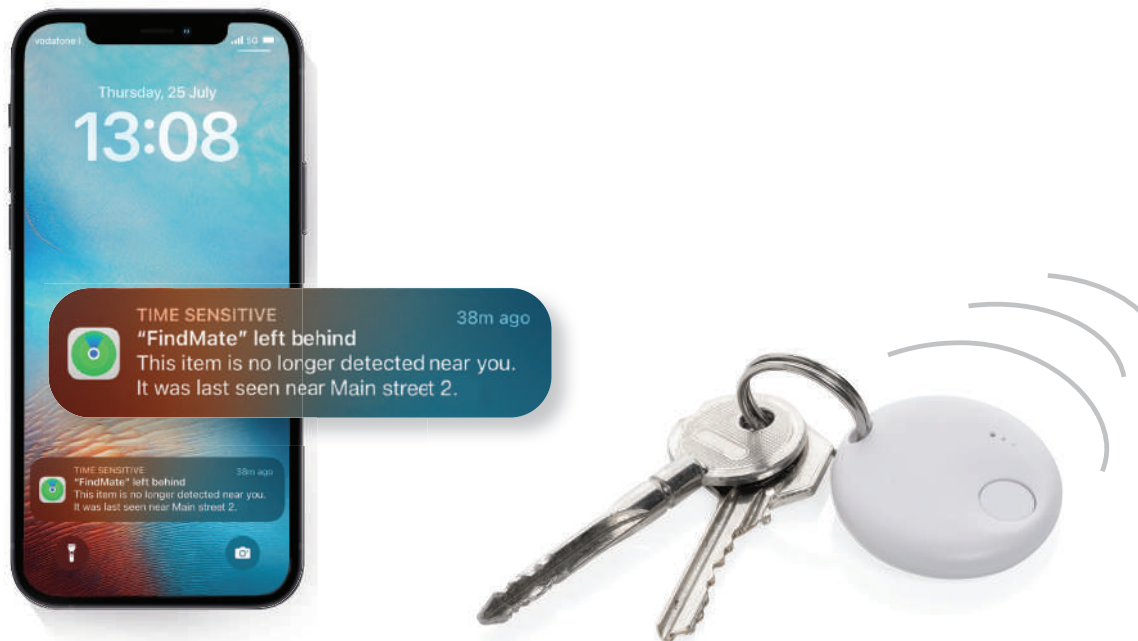 vodafone
5G
Thursday, 25 July
13:08
TIME SENSITIVE
38m ago
"FindMate" left behind
This item is no longer detected near you.
It was last seen near Main street 2.
TIME SENSITIVE
38m ago
"FindMate" left behind
This item is no longer detected near you.
It was last seen near Main street 2.